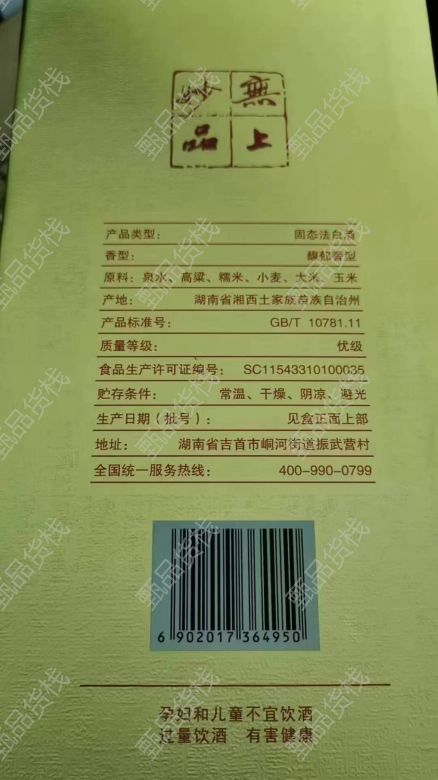 無上
品
产品类型：固态法白酒
香型：馥郁香型
原料：泉水、高粱、糯米、小麦、大米、玉米
产地：湖南省湘西土家族苗族自治州
产品标准号：GB/T 10781.11
质量等级：优级
食品生产许可证编号：SC11543310100035
贮存条件：常温、干燥、阴凉、避光
生产日期（批号）：见盒正面上部
地址：湖南省吉首市峒河街道振武营村
全国统一服务热线：400-990-0799
6 902017 364950
孕妇和儿童不宜饮酒
过量饮酒 有害健康
甄品货栈